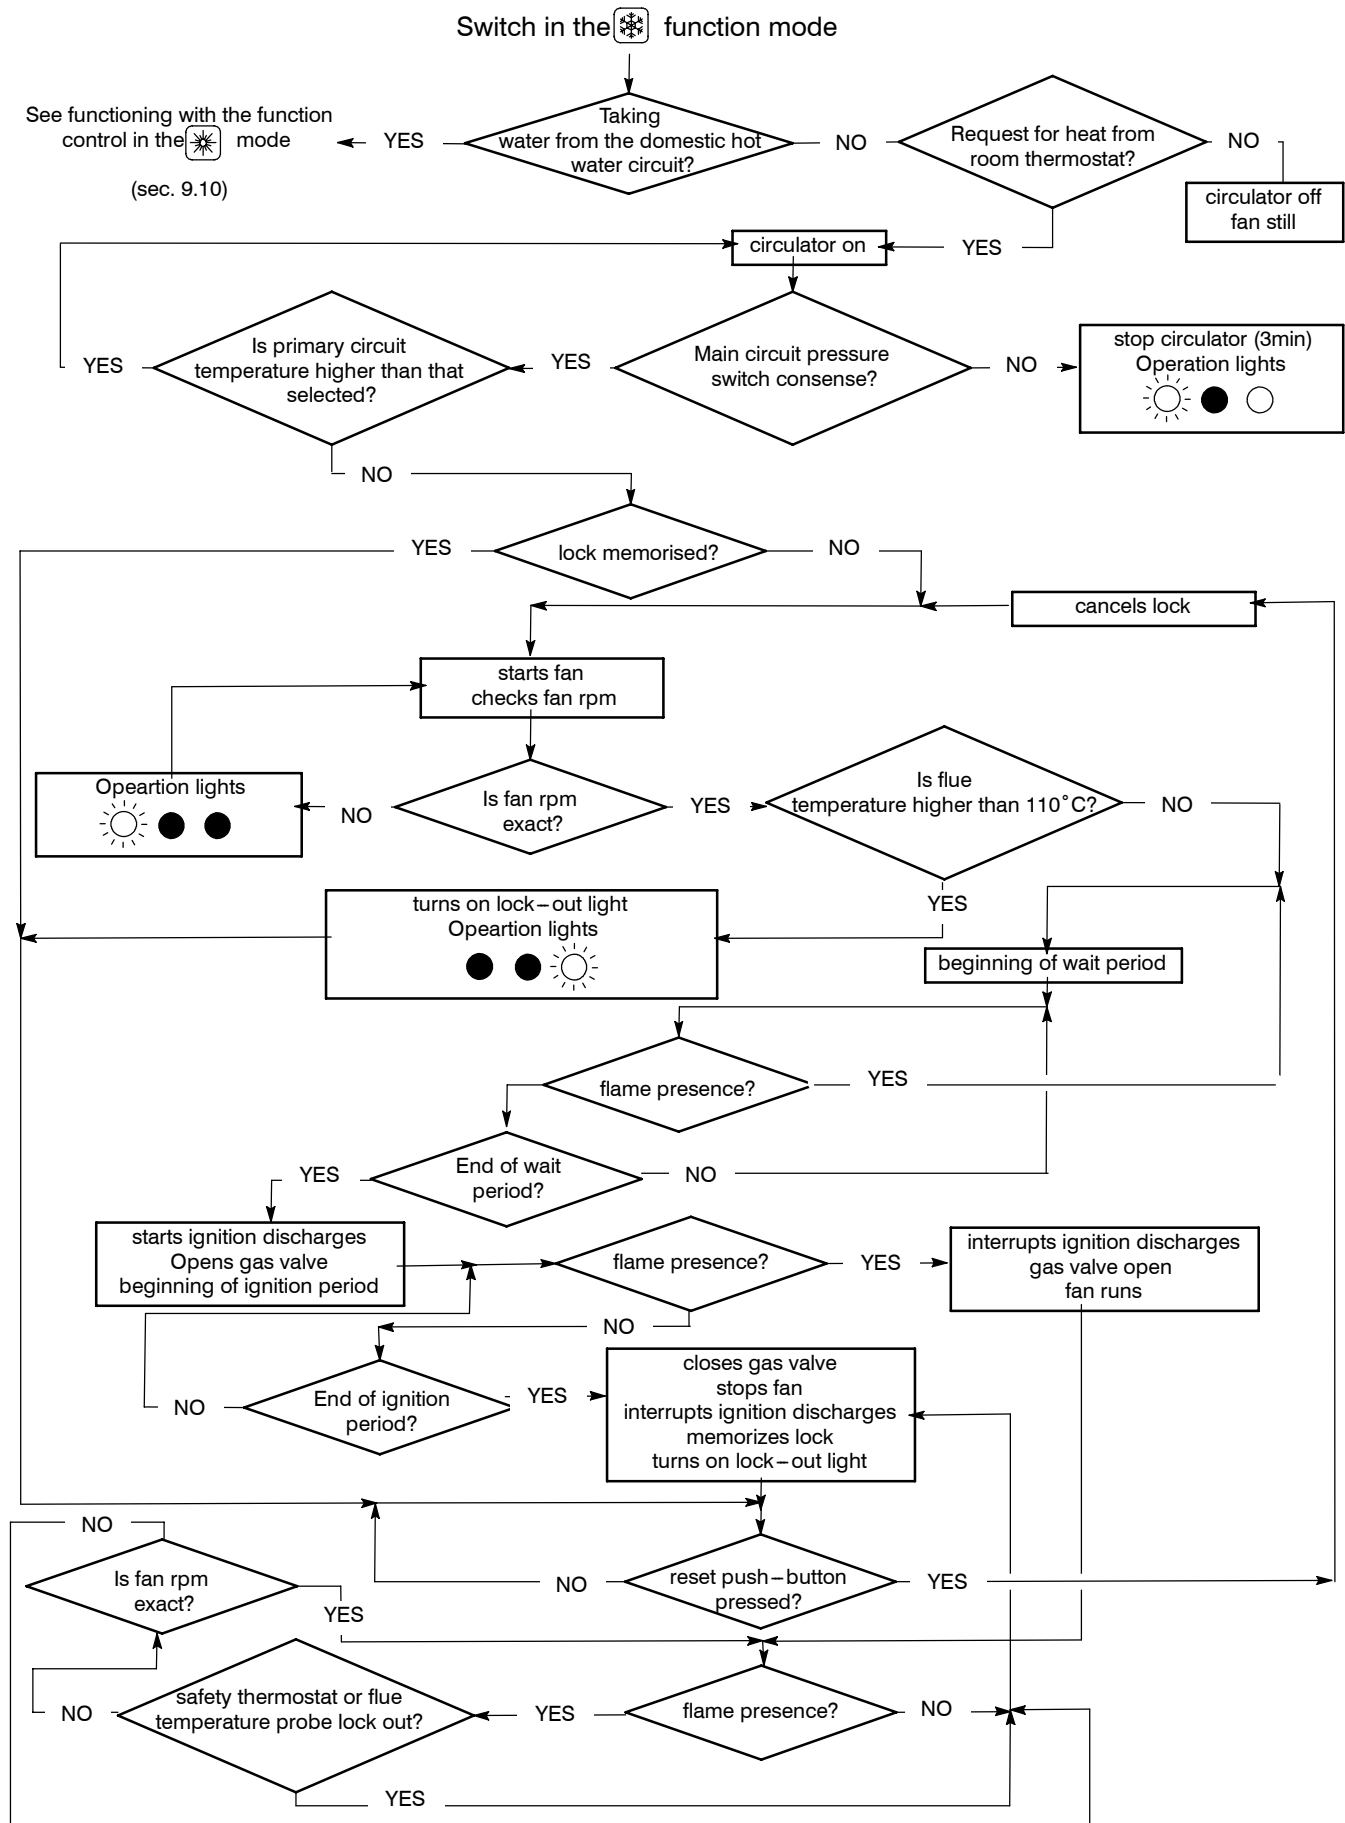 Switch in the function mode
See functioning with the function
control in the mode
(sec. 9.10)
YES
Taking
water from the domestic hot
water circuit?
NO
Request for heat from
room thermostat?
NO
circulator off
fan still
circulator on
YES
YES
Is primary circuit
temperature higher than that
selected?
YES
Main circuit pressure
switch consense?
NO
stop circulator (3min)
Operation lights
NO
YES
lock memorised?
NO
cancels lock
starts fan
checks fan rpm
Opeartion lights
NO
Is fan rpm
exact?
YES
Is flue
temperature higher than 110°C?
NO
YES
turns on lock-out light
Opeartion lights
beginning of wait period
flame presence?
YES
YES
End of wait
period?
NO
starts ignition discharges
Opens gas valve
beginning of ignition period
flame presence?
YES
interrupts ignition discharges
gas valve open
fan runs
NO
NO
End of ignition
period?
YES
closes gas valve
stops fan
interrupts ignition discharges
memorizes lock
turns on lock-out light
NO
Is fan rpm
exact?
YES
NO
reset push-button
pressed?
YES
NO
safety thermostat or flue
temperature probe lock out?
YES
flame presence?
NO
YES